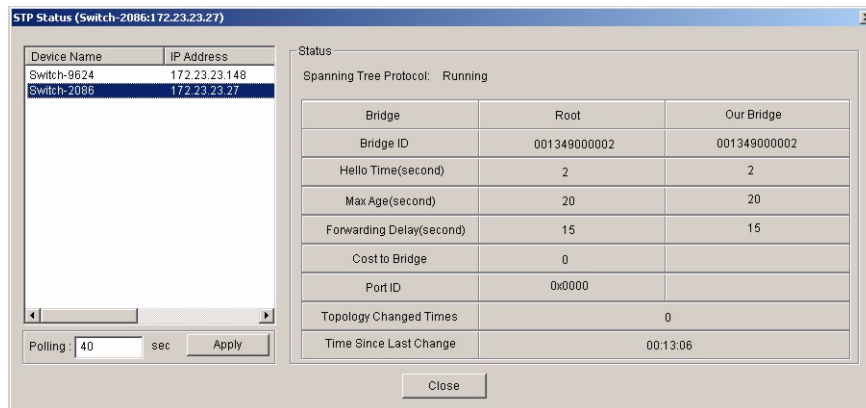 STP Status (Switch-2086:172.23.23.27)
Device Name IP Address
Switch-9624 172.23.23.148
Switch-2086 172.23.23.27
Polling : 40 sec Apply
Status
Spanning Tree Protocol: Running
Bridge Root Our Bridge
Bridge ID 001349000002 001349000002
Hello Time(second) 2 2
Max Age(second) 20 20
Forwarding Delay(second) 15 15
Cost to Bridge 0
Port ID 0x0000
Topology Changed Times 0
Time Since Last Change 00:13:06
Close